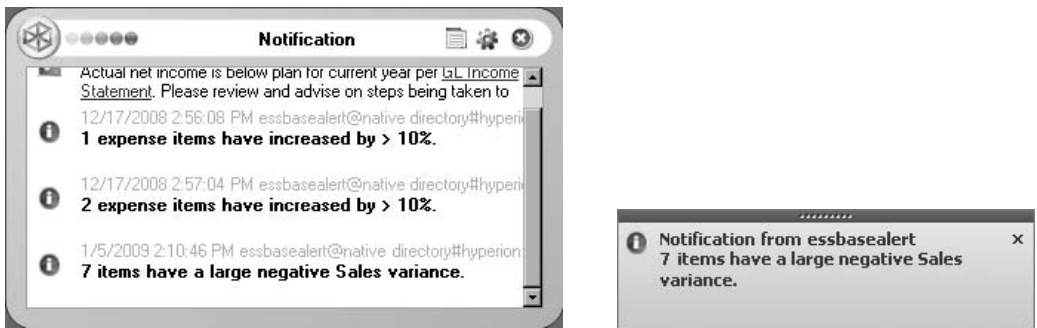 Notification
Actual net income is below plan for current year per GL Income
Statement. Please review and advise on steps being taken to
12/17/2008 2:56:08 PM essbasealert@native directory#hyperi
1 expense items have increased by > 10%.
12/17/2008 2:57:04 PM essbasealert@native directory#hyperi
2 expense items have increased by > 10%.
1/5/2009 2:10:46 PM essbasealert@native directory#hyperion
7 items have a large negative Sales variance.
Notification from essbasealert
7 items have a large negative Sales
variance.